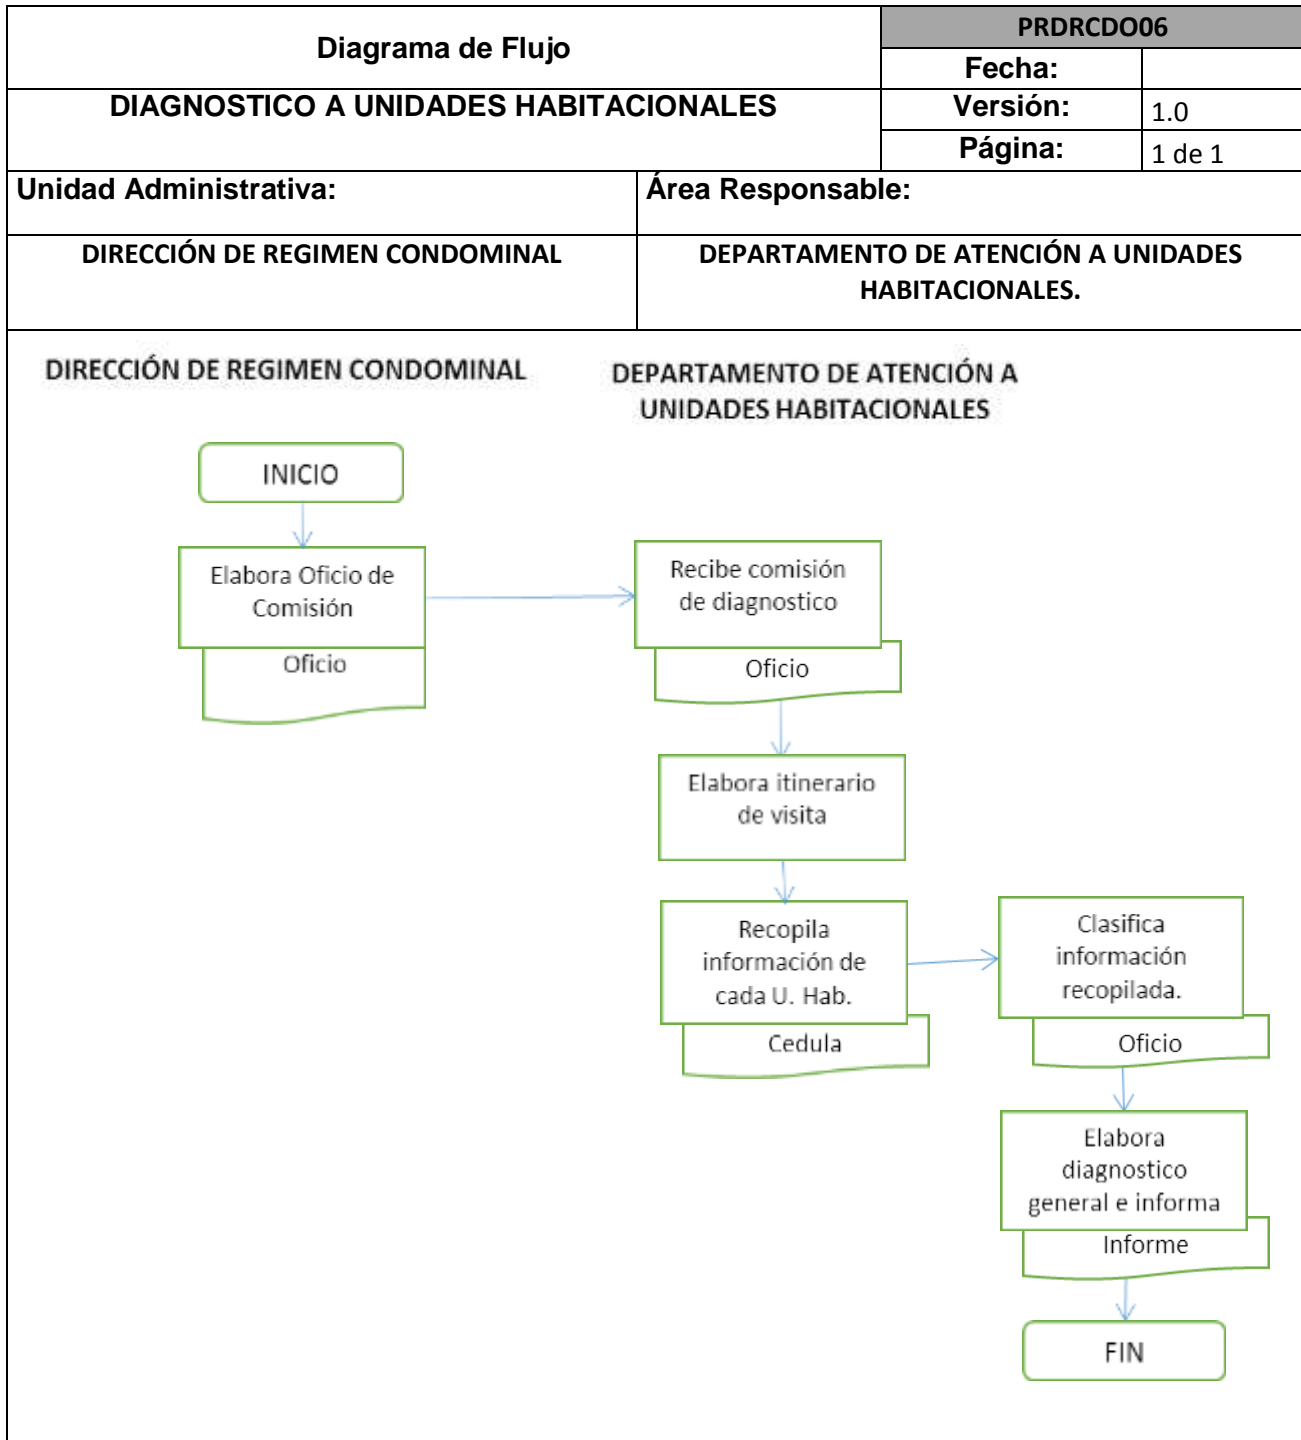 Diagrama de Flujo
PRDRCDO06
Fecha:
DIAGNOSTICO A UNIDADES HABITACIONALES
Versión:
1.0
Página:
1 de 1
Unidad Administrativa:
Área Responsable:
DIRECCIÓN DE REGIMEN CONDOMINAL
DEPARTAMENTO DE ATENCIÓN A UNIDADES
HABITACIONALES.
DIRECCIÓN DE REGIMEN CONDOMINAL
DEPARTAMENTO DE ATENCIÓN A
UNIDADES HABITACIONALES
INICIO
Elabora Oficio de
Comisión
Oficio
Recibe comisión
de diagnostico
Oficio
Elabora itinerario
de visita
Recopila
información de
cada U. Hab.
Cedula
Clasifica
información
recopilada.
Oficio
Elabora
diagnostico
general e informa
Informe
FIN